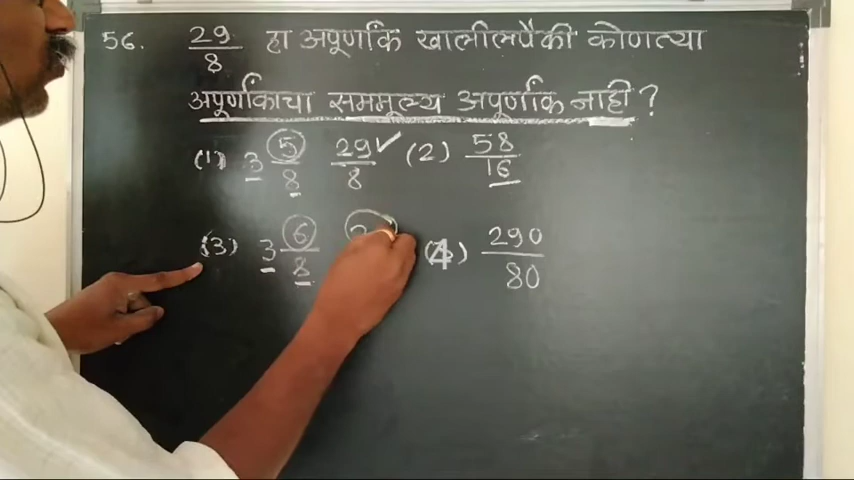 56. 29/8 हा अपूर्णांक खालीलपैकी कोणत्या
अपूर्णांकाचा सममूल्य अपूर्णांक नाही?
(1) 3 5/8 29/8 ✓ (2) 58/16
(3) 3 6/8 (4) 290/80